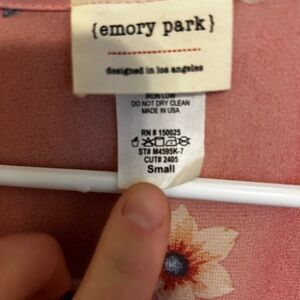 {emory park}
designed in los angeles
IRON LOW
DO NOT DRY CLEAN
MADE IN USA
RN # 150025
ST# M4595K-7
CUT# 2405
Small